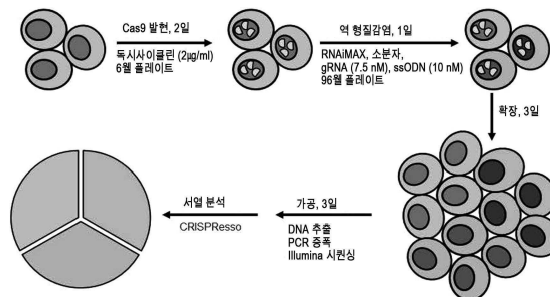 Cas9 발현, 2일
독시사이클린 (2μg/ml)
6웰 플레이트
역 형질감염, 1일
RNAiMAX, 소분자,
gRNA (7.5 nM), ssODN (10 nM)
96웰 플레이트
확장, 3일
가공, 3일
DNA 추출
PCR 증폭
Illumina 시퀀싱
서열 분석
CRISPResso